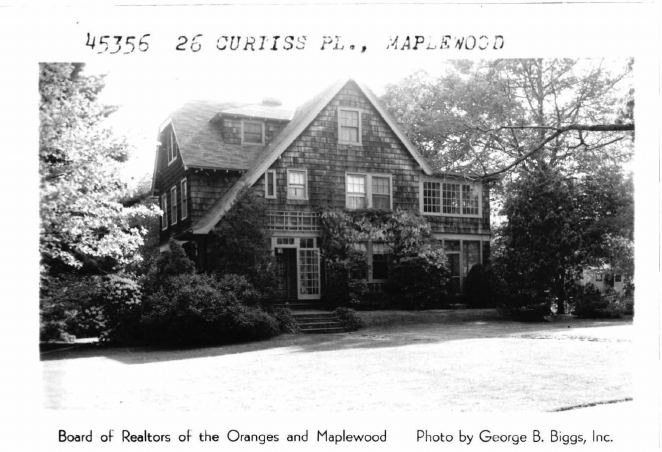 45356 26 CURTISS PL., MAPLEWOOD
Board of Realtors of the Oranges and Maplewood Photo by George B. Biggs, Inc.